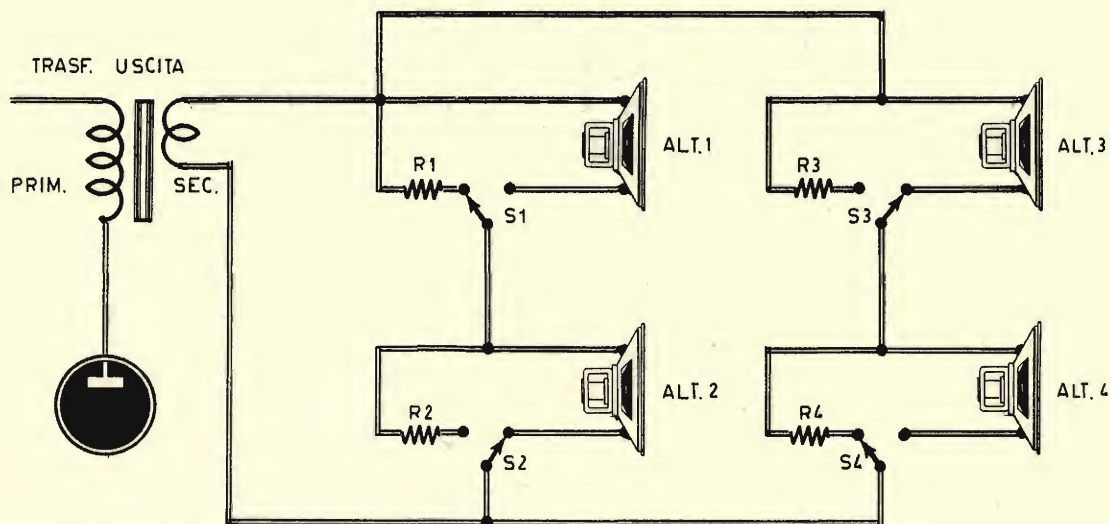 TRASF. USCITA
PRIM.
SEC.
R1
S1
ALT.1
R3
S3
ALT.3
R2
S2
ALT. 2
R4
S4
ALT. 4